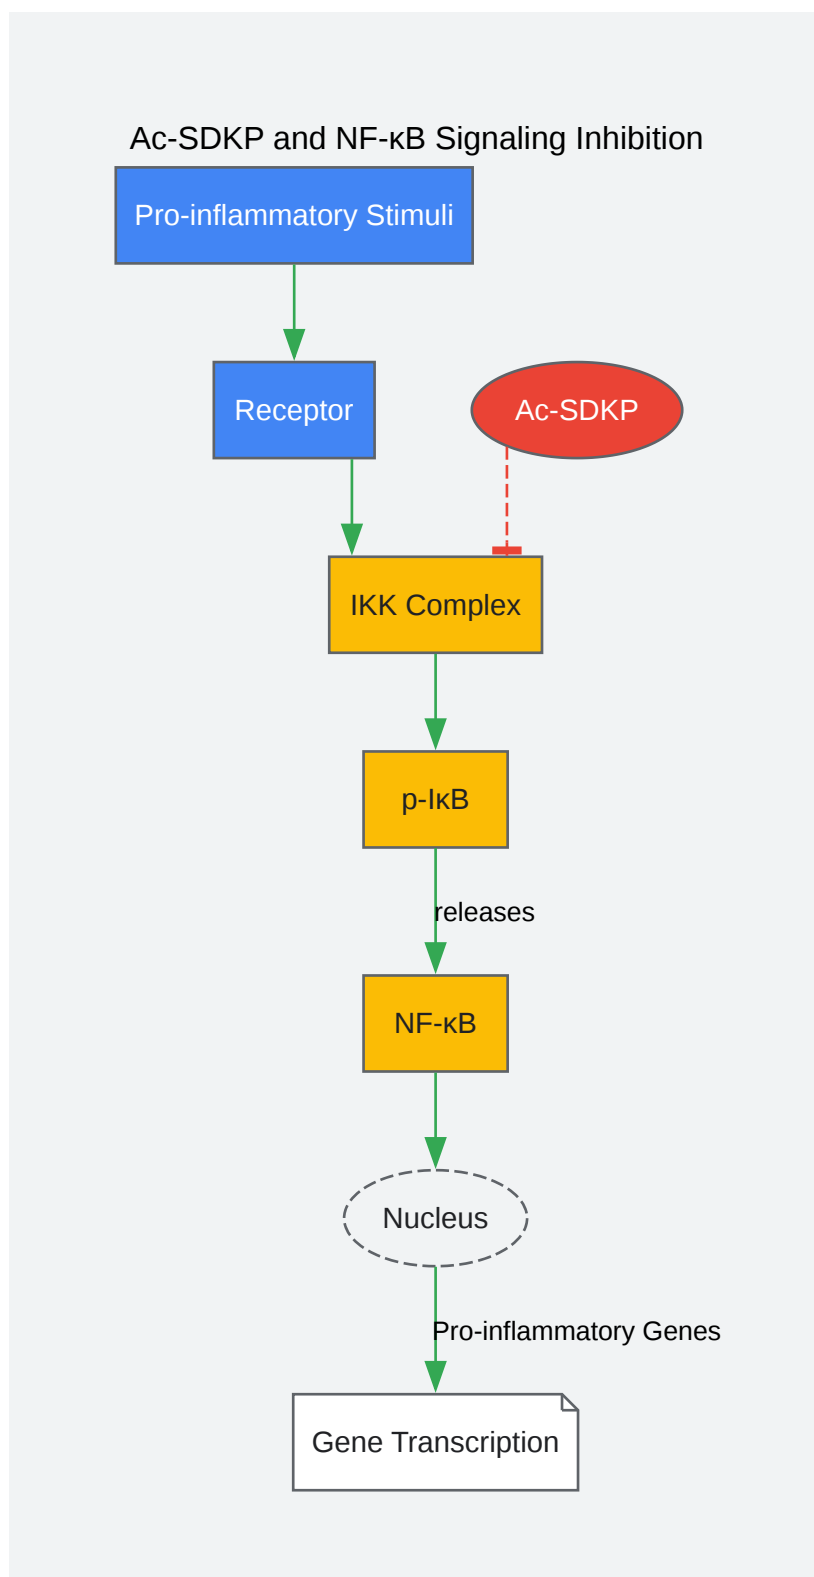 Ac-SDKP and NF-κB Signaling Inhibition
Pro-inflammatory Stimuli
Receptor
Ac-SDKP
IKK Complex
p-IκB
releases
NF-κB
Nucleus
Pro-inflammatory Genes
Gene Transcription